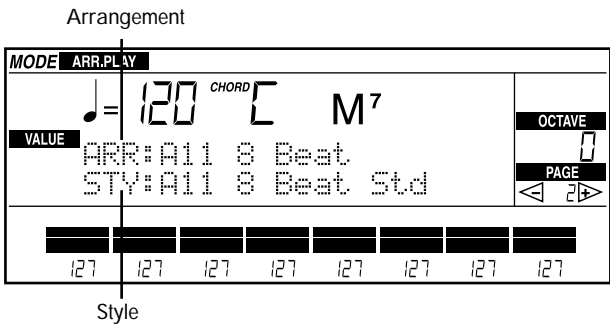 Arrangement
MODE ARR.PLAY
♩= 120 CHORD C M7
OCTAVE
0
VALUE
ARR:A11 8 Beat
STY:A11 8 Beat Std
PAGE
- 2 +
127 127 127 127 127 127 127 127
Style